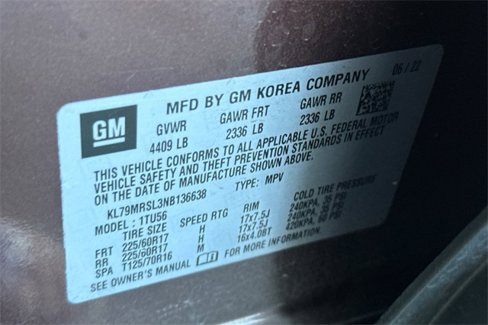 GM
MFD BY GM KOREA COMPANY 06 / 22
GVWR GAWR FRT GAWR RR
4409 LB 2336 LB 2336 LB
THIS VEHICLE CONFORMS TO ALL APPLICABLE U.S. FEDERAL MOTOR
VEHICLE SAFETY AND THEFT PREVENTION STANDARDS IN EFFECT
ON THE DATE OF MANUFACTURE SHOWN ABOVE.
KL79MRSL3NB136638 TYPE: MPV
MODEL : 1TU56
TIRE SIZE SPEED RTG RIM COLD TIRE PRESSURE
FRT 225/60R17 H 17x7.5J 240KPA, 35 PSI
RR 225/60R17 H 17x7.5J 240KPA, 35 PSI
SPA T125/70R16 M 16x4.0BT 420KPA, 60 PSI
SEE OWNER'S MANUAL FOR MORE INFORMATION.